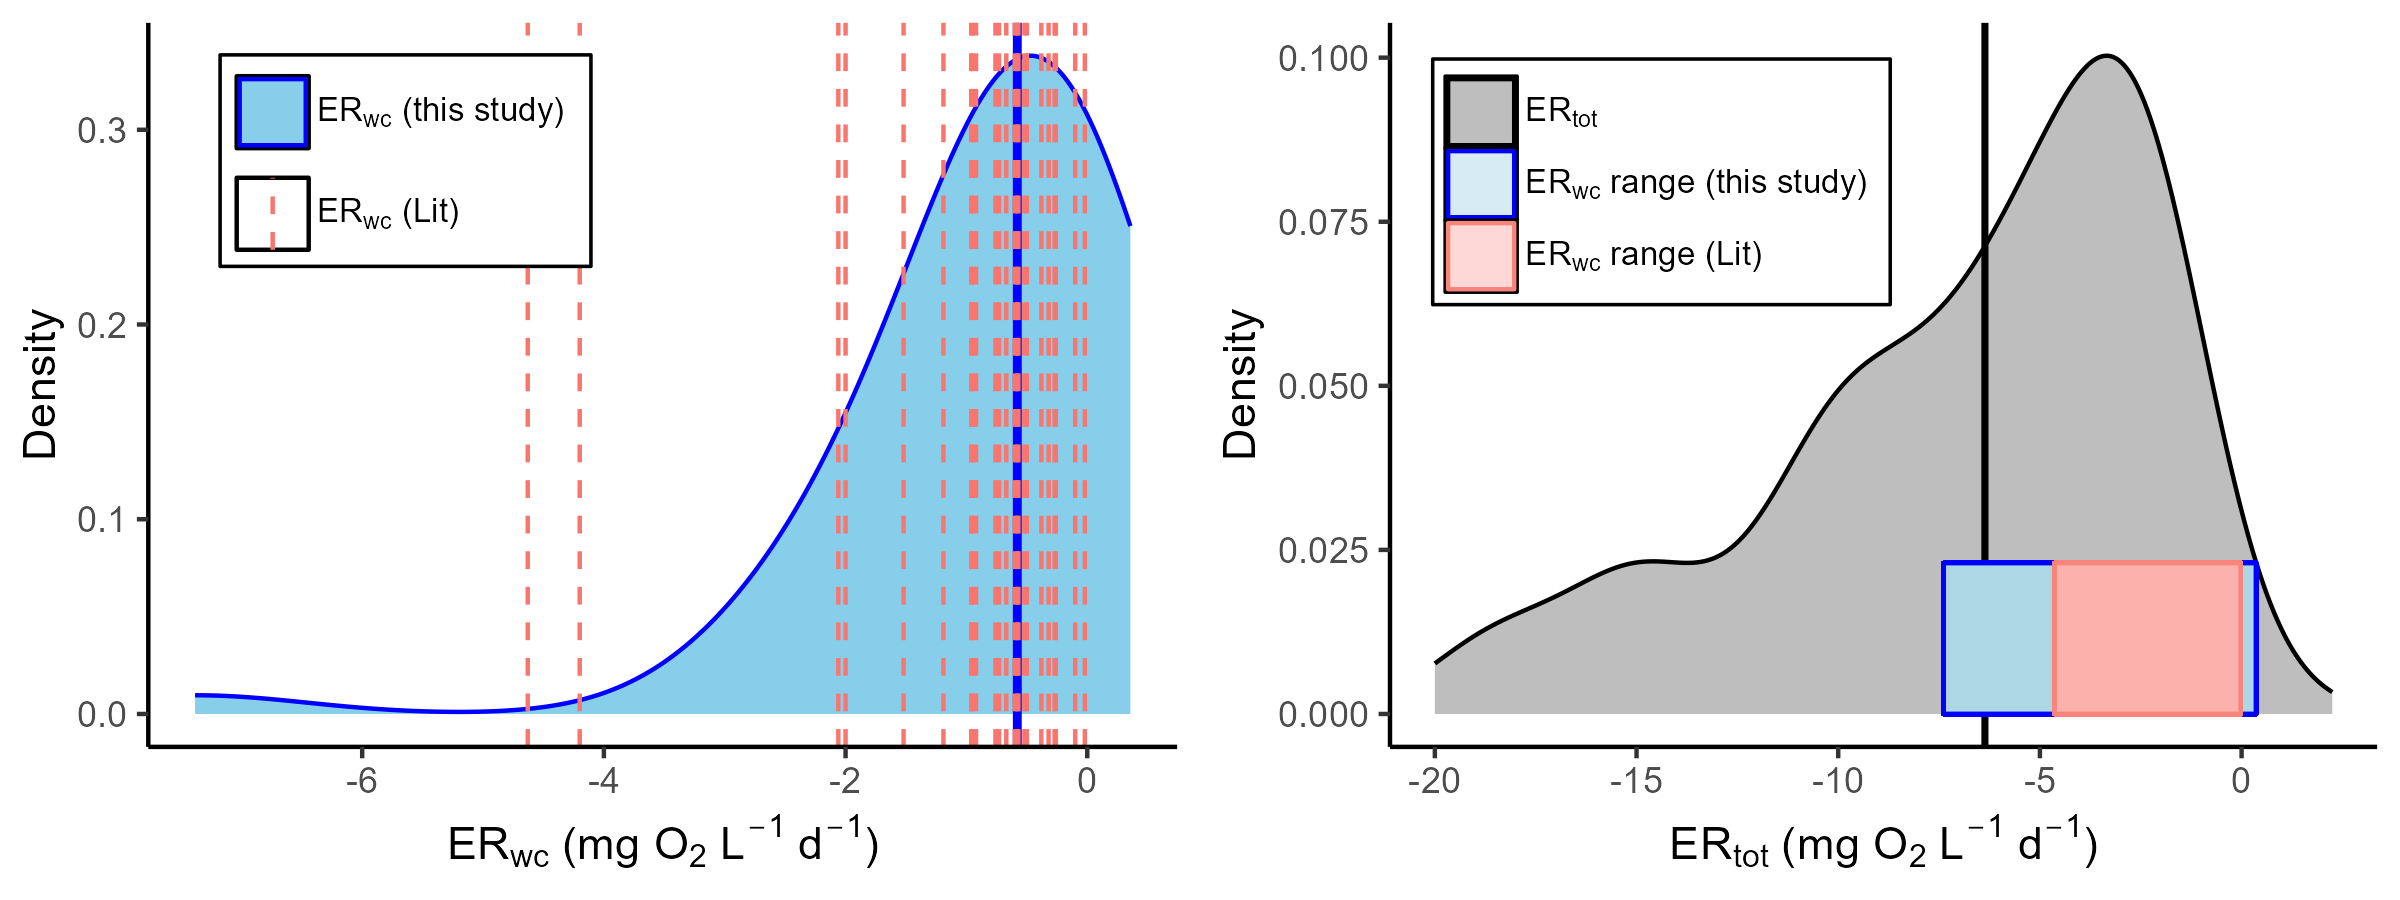 ERwc (this study)
ERwc (Lit)
0.3
0.2
0.1
0.0
Density
-6
-4
-2
0
ERwc (mg O2 L−1 d−1)
ERtot
ERwc range (this study)
ERwc range (Lit)
0.100
0.075
0.050
0.025
0.000
Density
-20
-15
-10
-5
0
ERtot (mg O2 L−1 d−1)